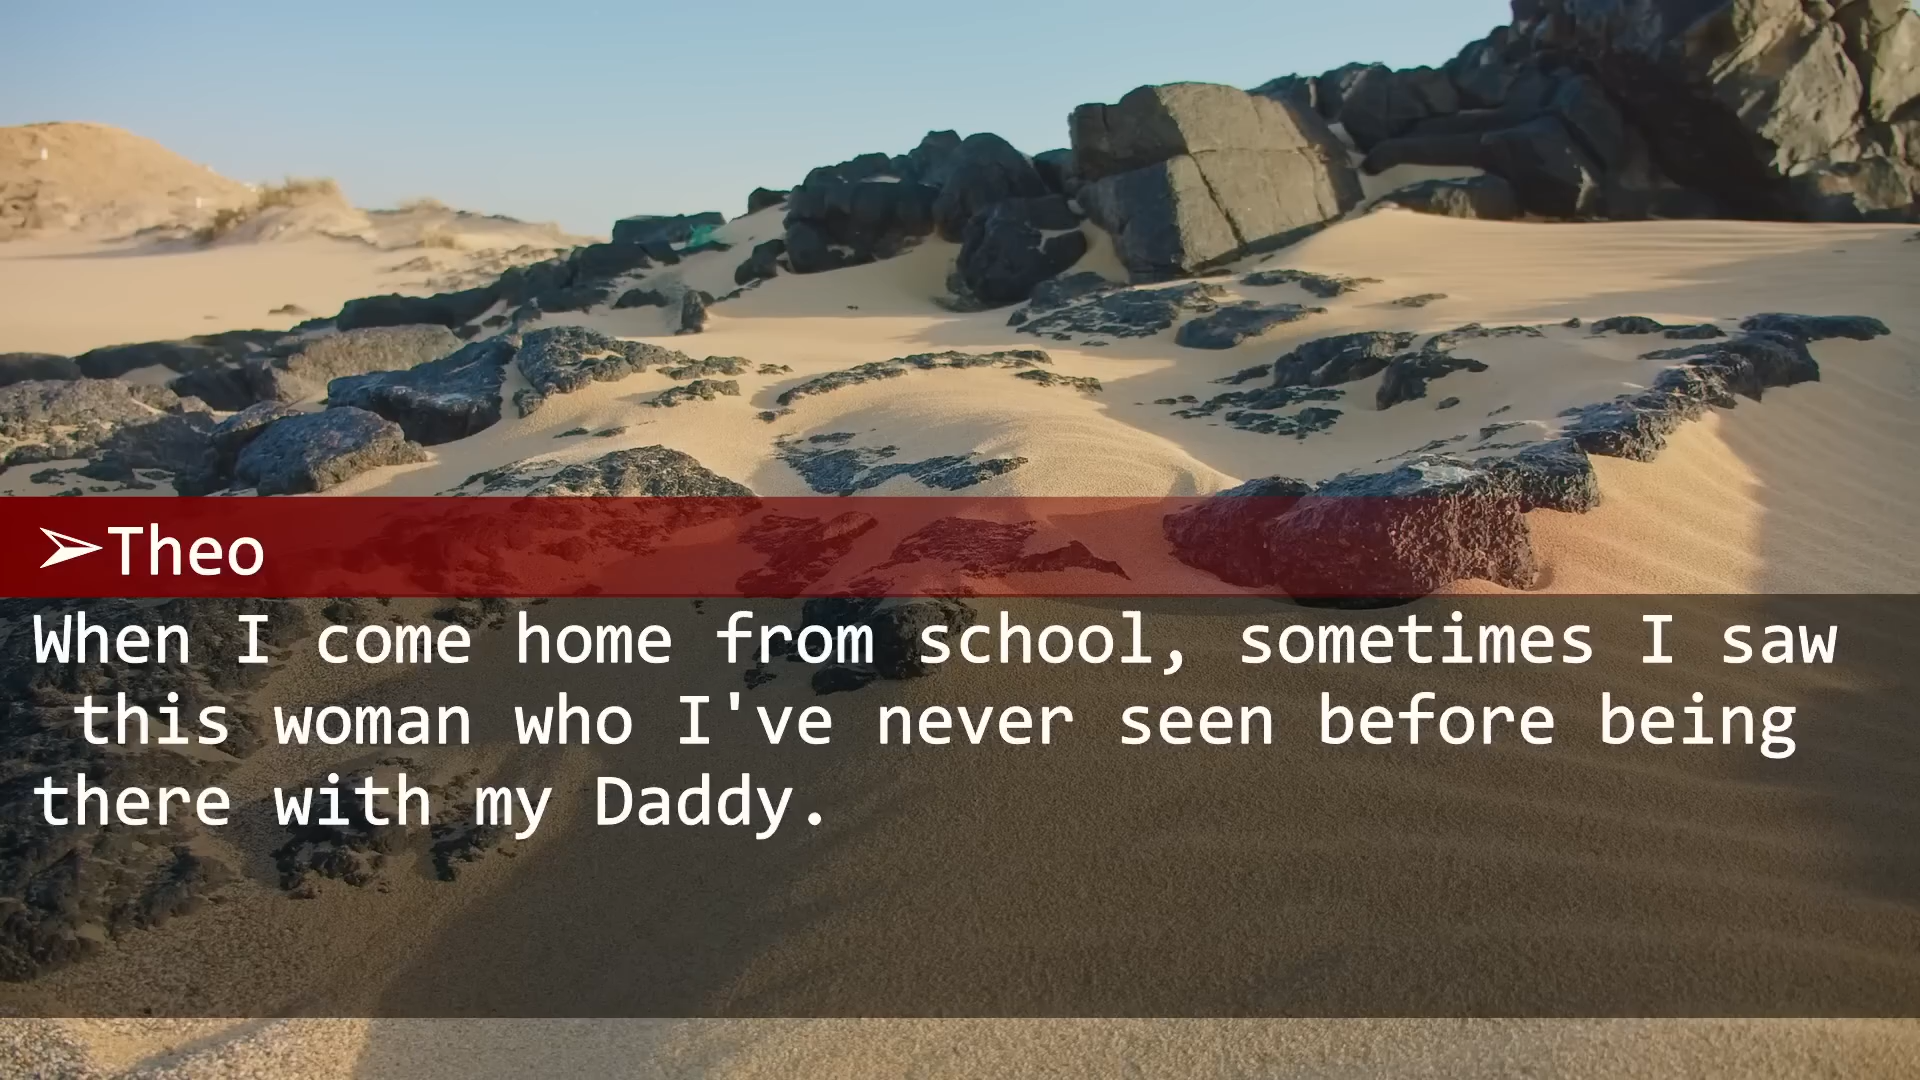 ➢Theo
When I come home from school, sometimes I saw
this woman who I've never seen before being
there with my Daddy.